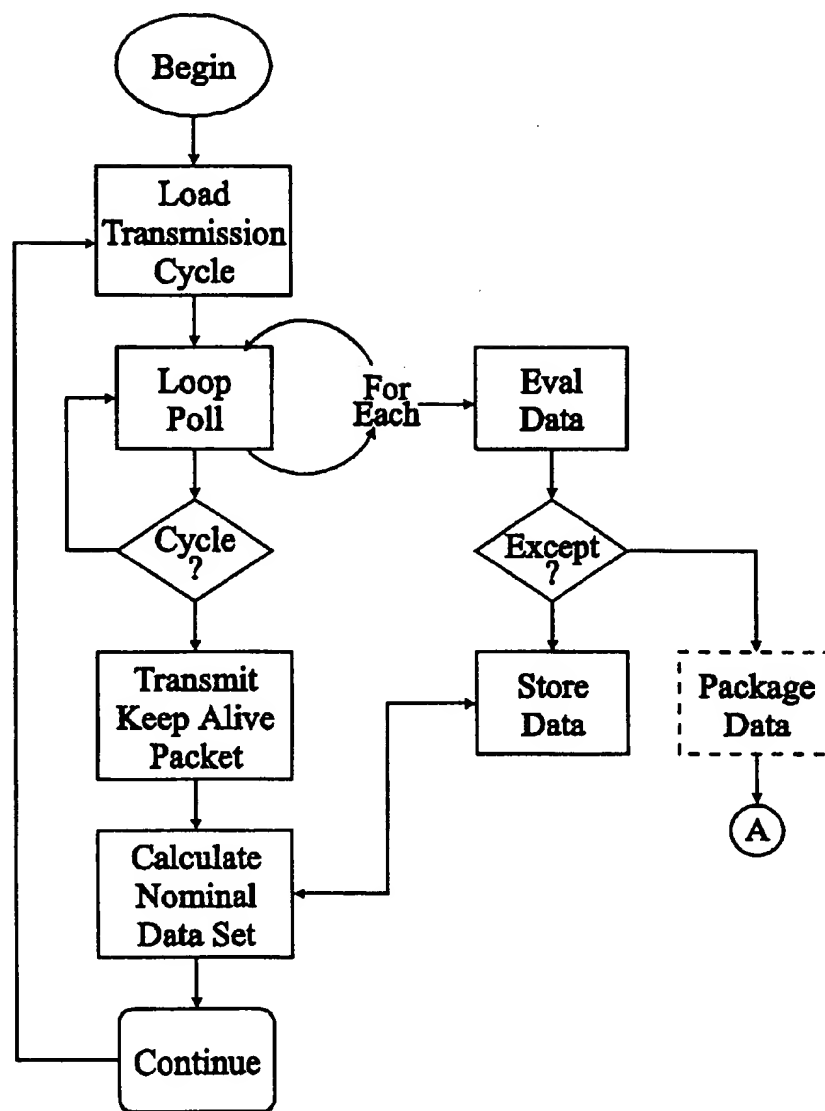 Begin
Load
Transmission
Cycle
Loop
Poll
For
Each
Eval
Data
Cycle
?
Except
?
Transmit
Keep Alive
Packet
Store
Data
Package
Data
A
Calculate
Nominal
Data Set
Continue